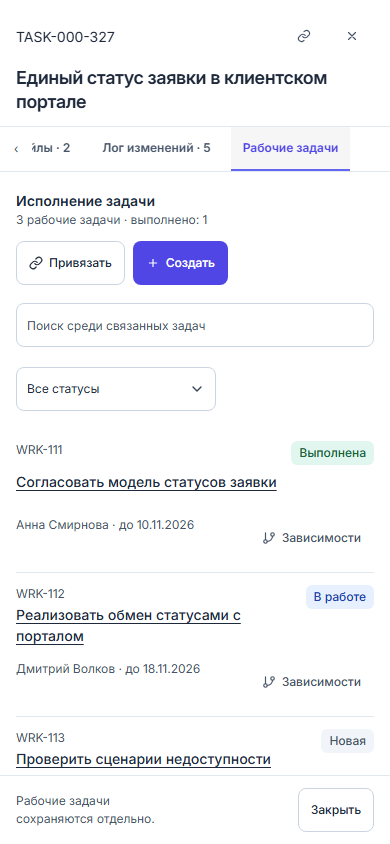 TASK-000-327
Единый статус заявки в клиентском
портале
· 2
Лог изменений · 5
Рабочие задачи
Исполнение задачи
3 рабочие задачи · выполнено: 1
Привязать
+ Создать
Поиск среди связанных задач
Все статусы
WRK-111
Выполнена
Согласовать модель статусов заявки
Анна Смирнова · до 10.11.2026
Зависимости
WRK-112
В работе
Реализовать обмен статусами с
порталом
Дмитрий Волков · до 18.11.2026
Зависимости
WRK-113
Новая
Проверить сценарии недоступности
Рабочие задачи
сохраняются отдельно.
Закрыть